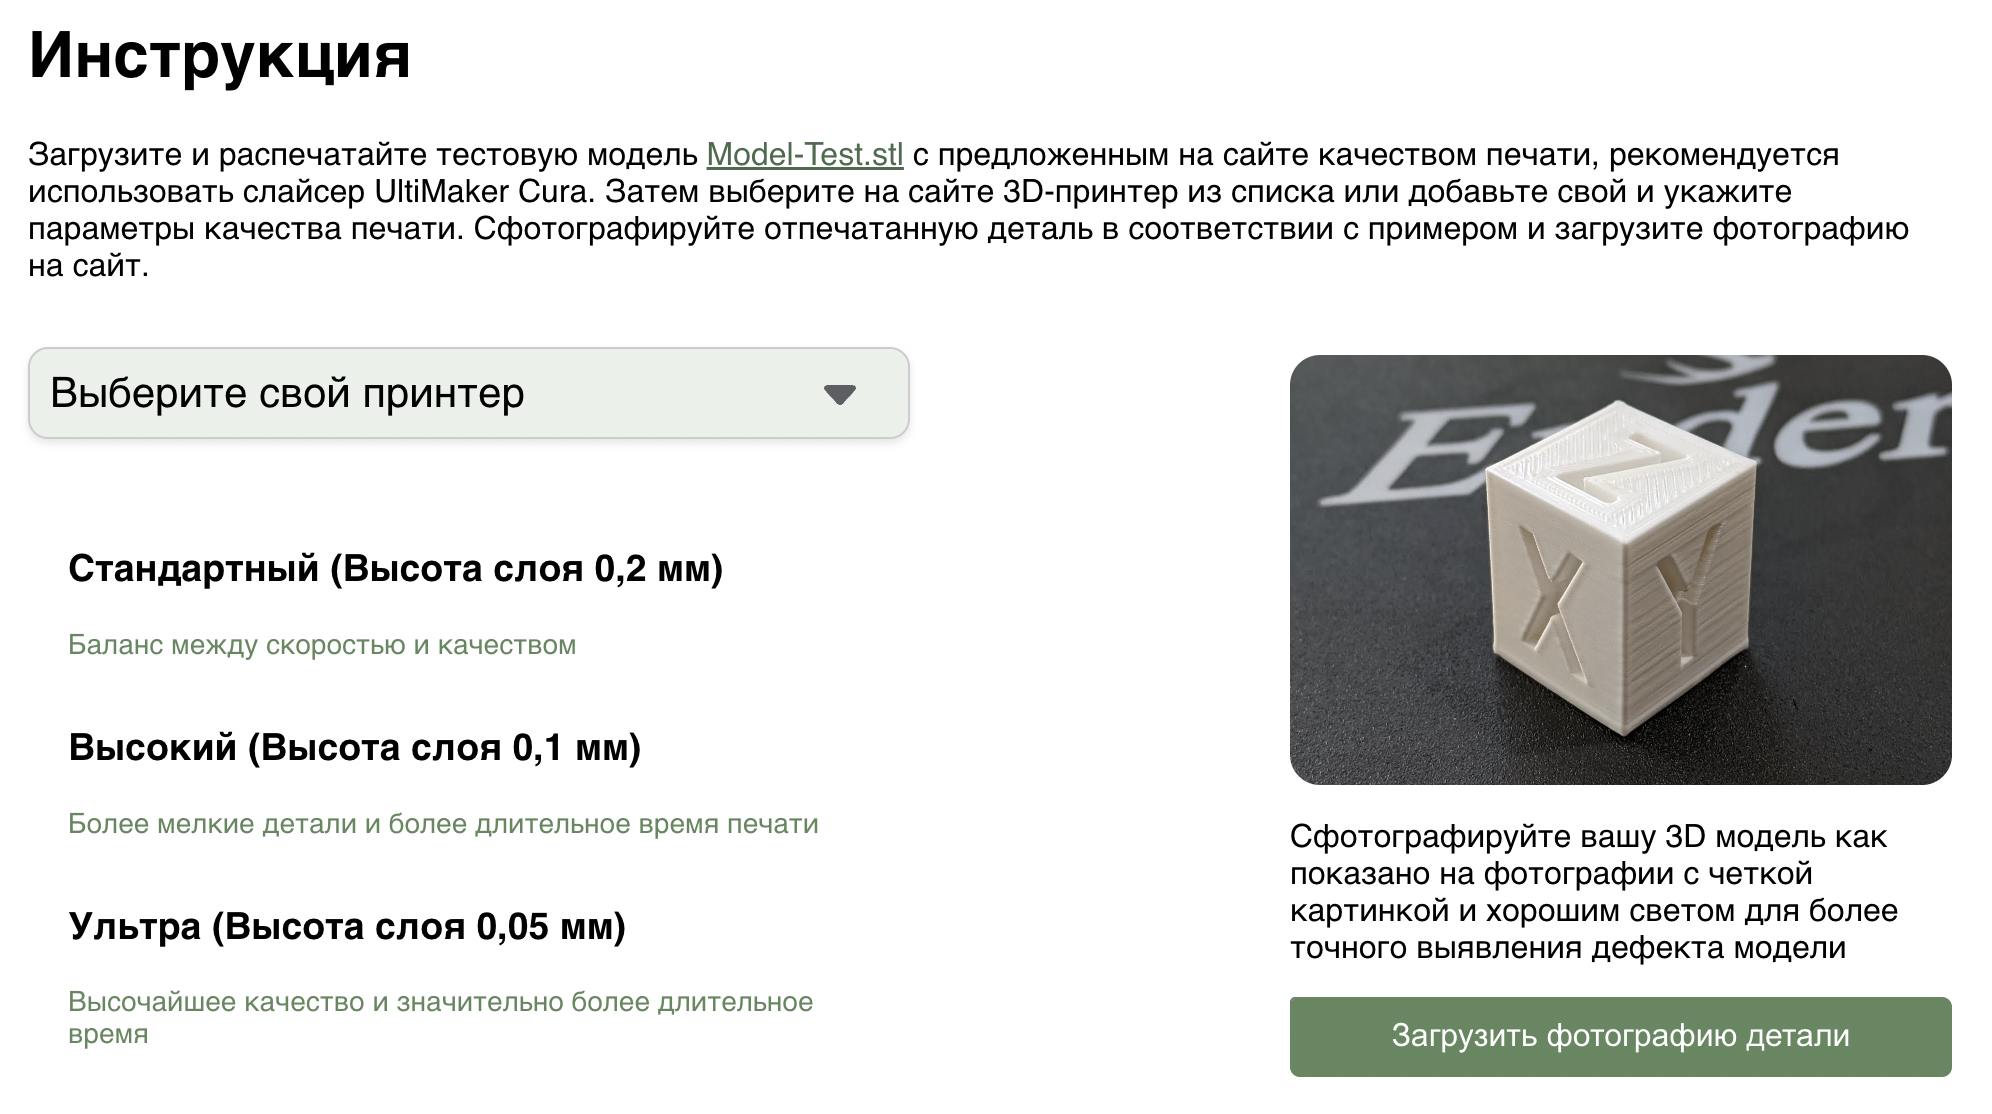 Инструкция
Загрузите и распечатайте тестовую модель Model-Test.stl с предложенным на сайте качеством печати, рекомендуется
использовать слайсер UltiMaker Cura. Затем выберите на сайте 3D-принтер из списка или добавьте свой и укажите
параметры качества печати. Сфотографируйте отпечатанную деталь в соответствии с примером и загрузите фотографию
на сайт.
Выберите свой принтер
Стандартный (Высота слоя 0,2 мм)
Баланс между скоростью и качеством
Высокий (Высота слоя 0,1 мм)
Более мелкие детали и более длительное время печати
Ультра (Высота слоя 0,05 мм)
Высочайшее качество и значительно более длительное
время
Z
X Y
Сфотографируйте вашу 3D модель как
показано на фотографии с четкой
картинкой и хорошим светом для более
точного выявления дефекта модели
Загрузить фотографию детали